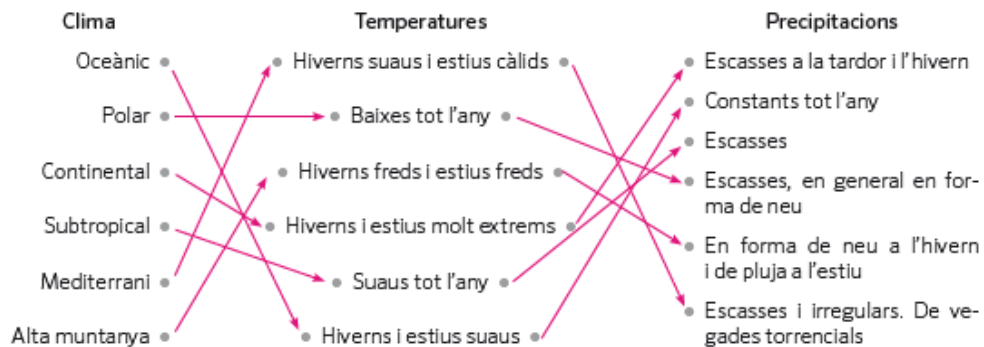 Clima
Oceànic
Polar
Continental
Subtropical
Mediterrani
Alta muntanya
Temperatures
Hiverns suaus i estius càlids
Baixes tot l'any
Hiverns freds i estius freds
Hiverns i estius molt extrems
Suaus tot l'any
Hiverns i estius suaus
Precipitacions
Escasses a la tardor i l'hivern
Constants tot l'any
Escasses
Escasses, en general en for-
ma de neu
En forma de neu a l'hivern
i de pluja a l'estiu
Escasses i irregulars. De ve-
gades torrencials